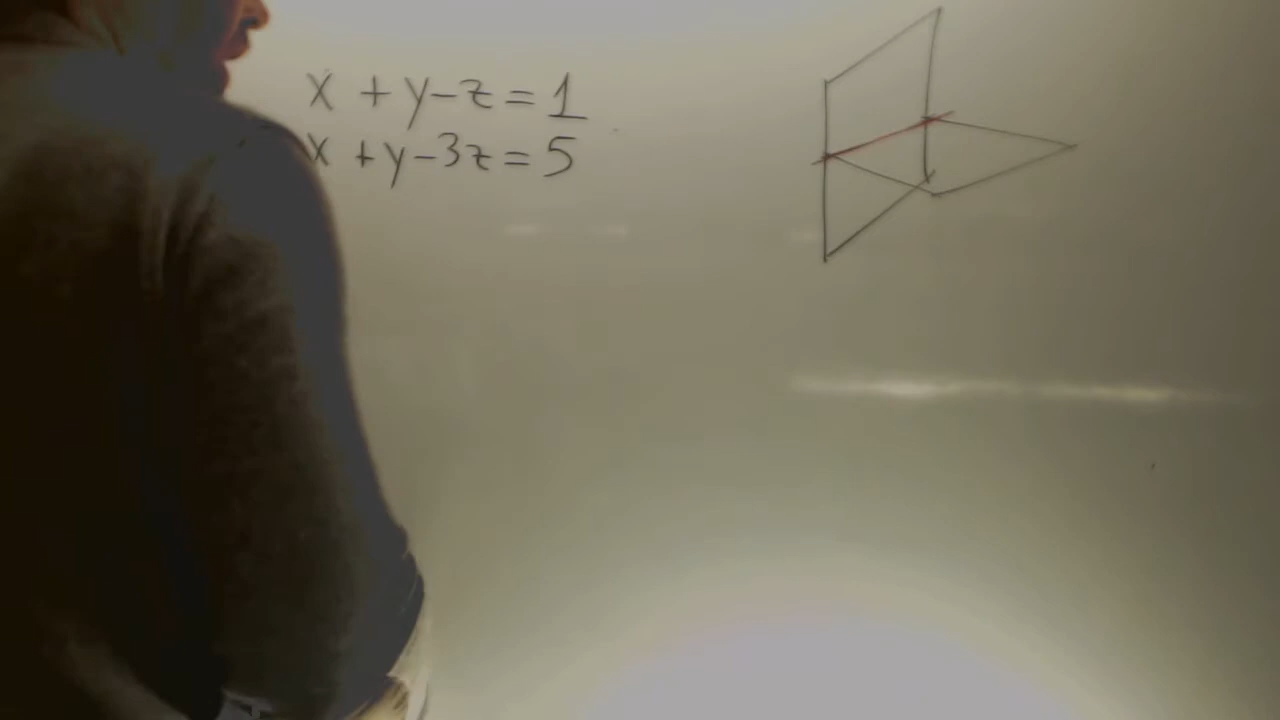 x + y - z = 1
x + y - 3z = 5